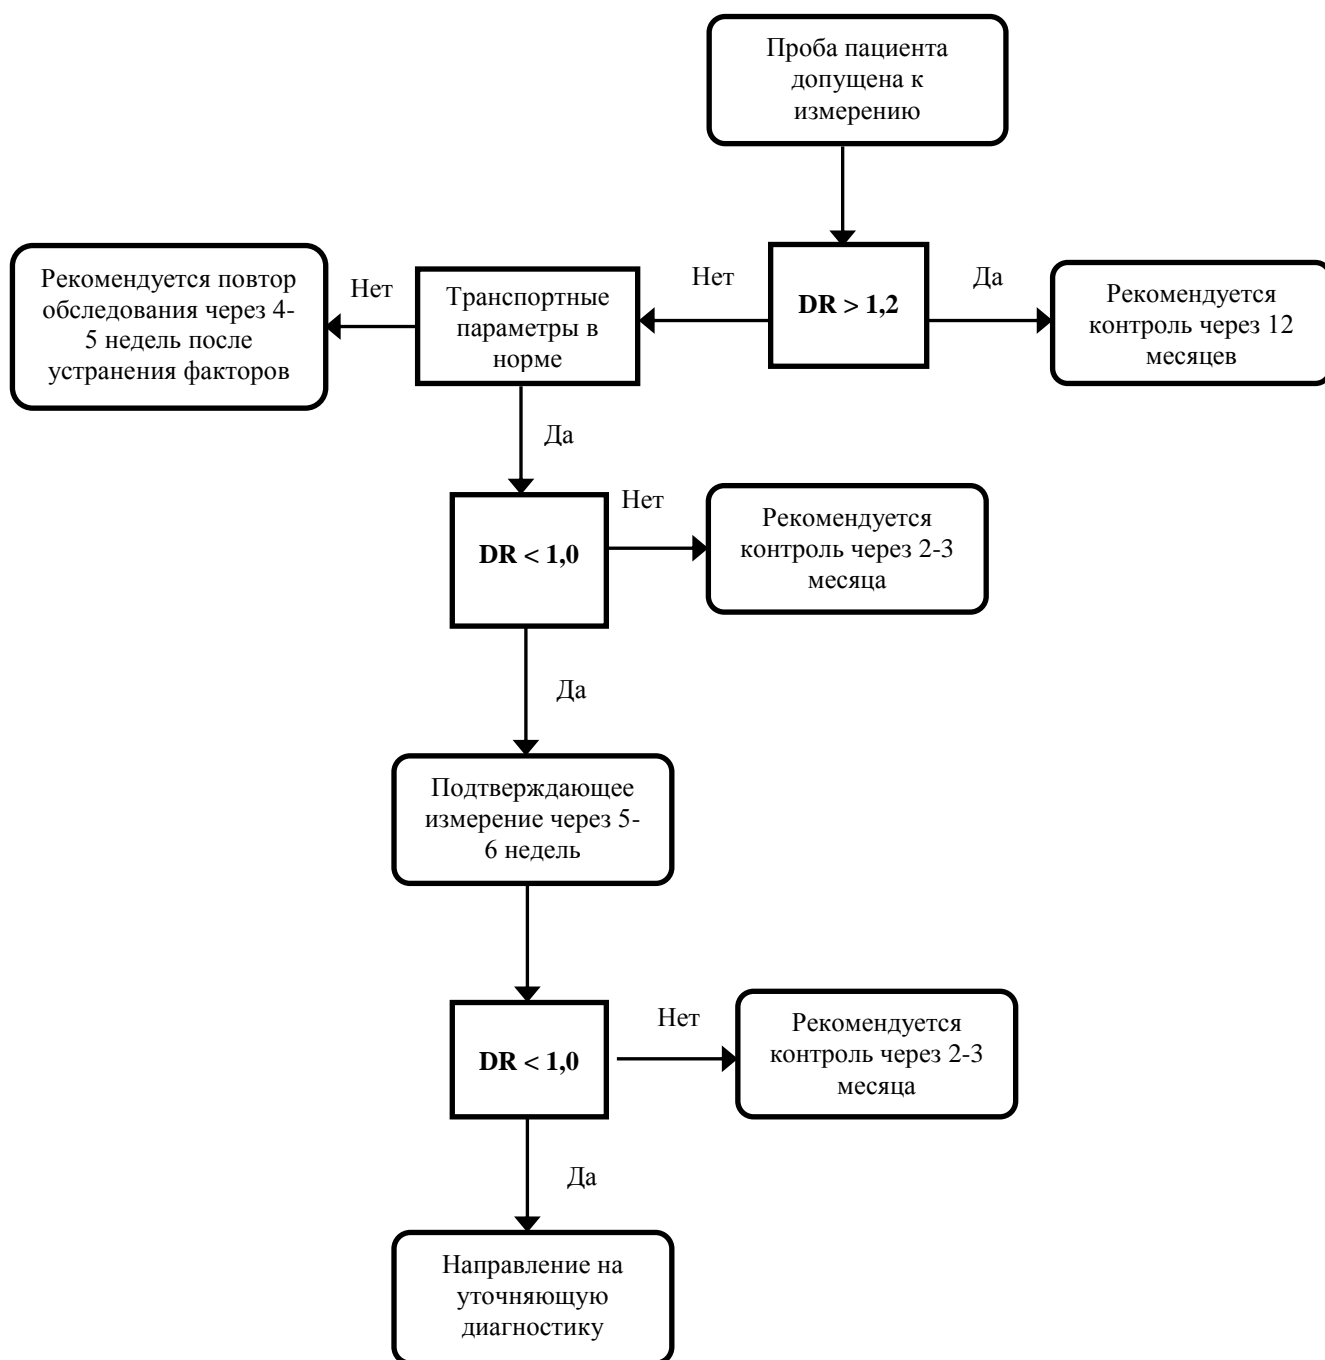 Проба пациента
допущена к
измерению
Рекомендуется повтор
обследования через 4-
5 недель после
устранения факторов
Нет
Транспортные
параметры в
норме
Нет
DR > 1,2
Да
Рекомендуется
контроль через 12
месяцев
Да
DR < 1,0
Нет
Рекомендуется
контроль через 2-3
месяца
Да
Подтверждающее
измерение через 5-
6 недель
DR < 1,0
Нет
Рекомендуется
контроль через 2-3
месяца
Да
Направление на
уточняющую
диагностику